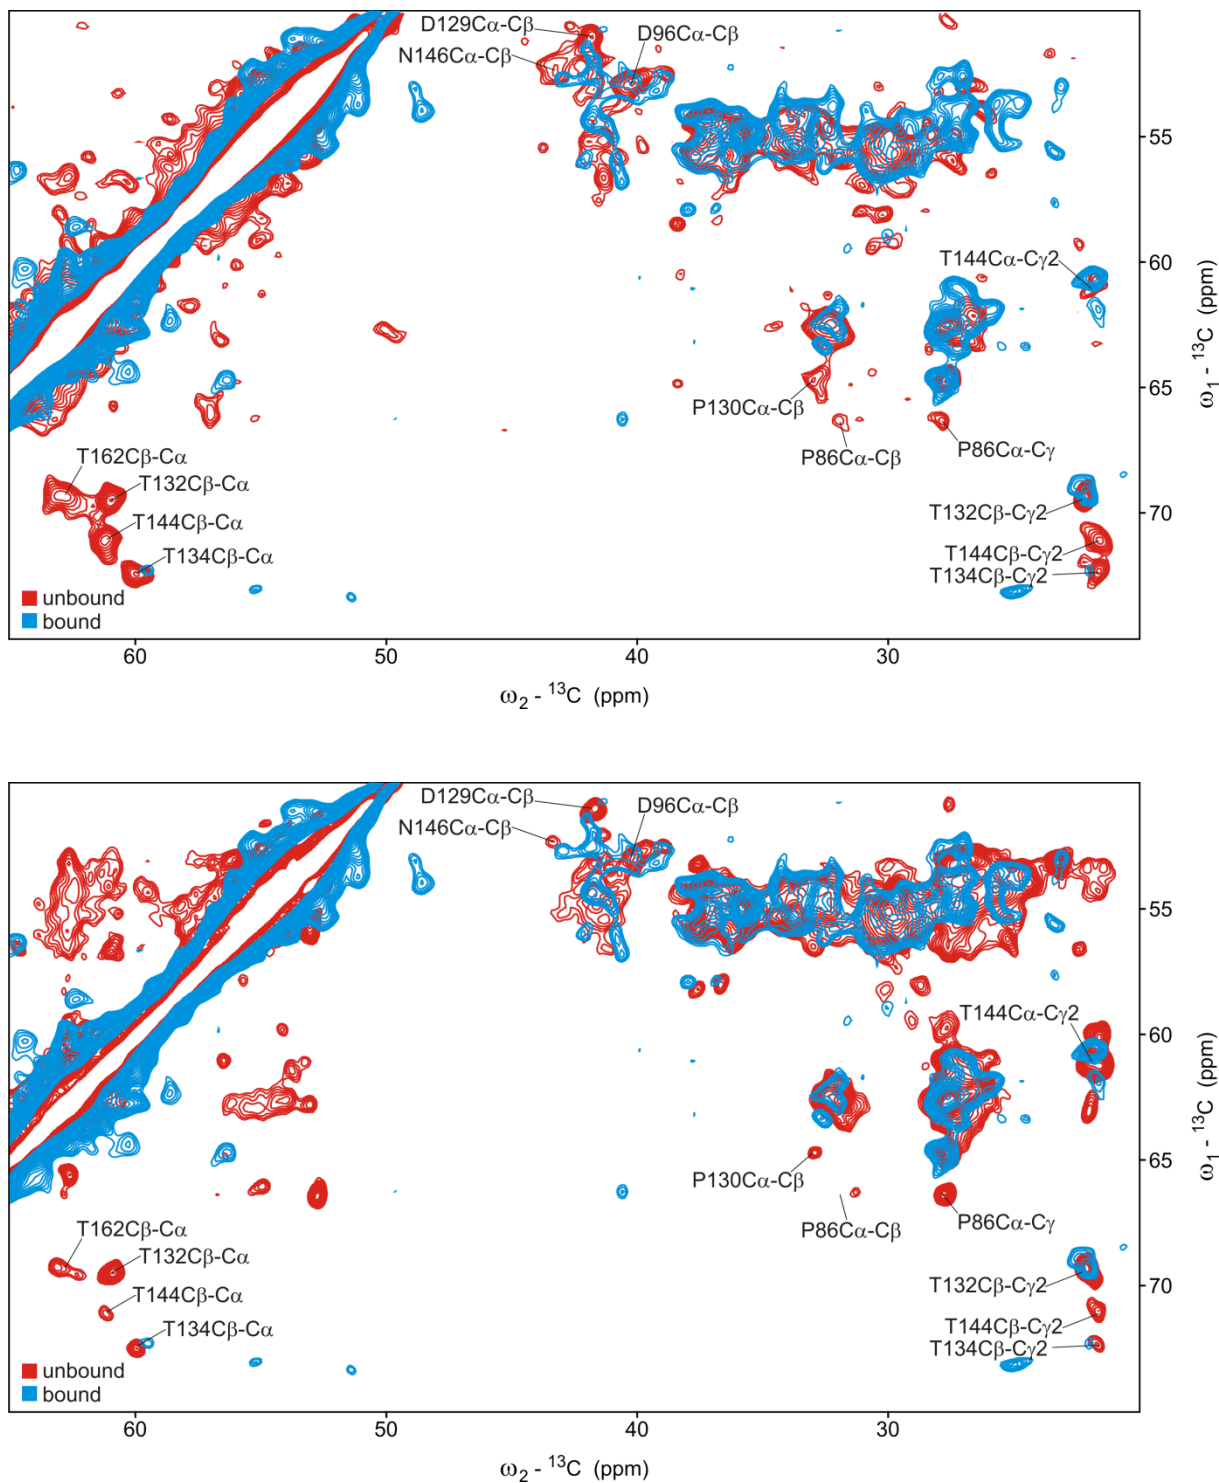 D129Cα-Cβ
D96Cα-Cβ
N146Cα-Cβ
55
T144Cα-Cγ2
60
ω1 - 13C (ppm)
65
P130Cα-Cβ
P86Cα-Cβ
P86Cα-Cγ
T162Cβ-Cα
T132Cβ-Cα
T132Cβ-Cγ2
70
T144Cβ-Cα
T144Cβ-Cγ2
T134Cβ-Cα
T134Cβ-Cγ2
unbound
bound
60 50 40 30
ω2 - 13C (ppm)
D129Cα-Cβ
D96Cα-Cβ
N146Cα-Cβ
55
T144Cα-Cγ2
60
ω1 - 13C (ppm)
65
P130Cα-Cβ
P86Cα-Cβ
P86Cα-Cγ
T162Cβ-Cα
T132Cβ-Cα
T132Cβ-Cγ2
70
T144Cβ-Cα
T144Cβ-Cγ2
T134Cβ-Cα
T134Cβ-Cγ2
unbound
bound
60 50 40 30
ω2 - 13C (ppm)